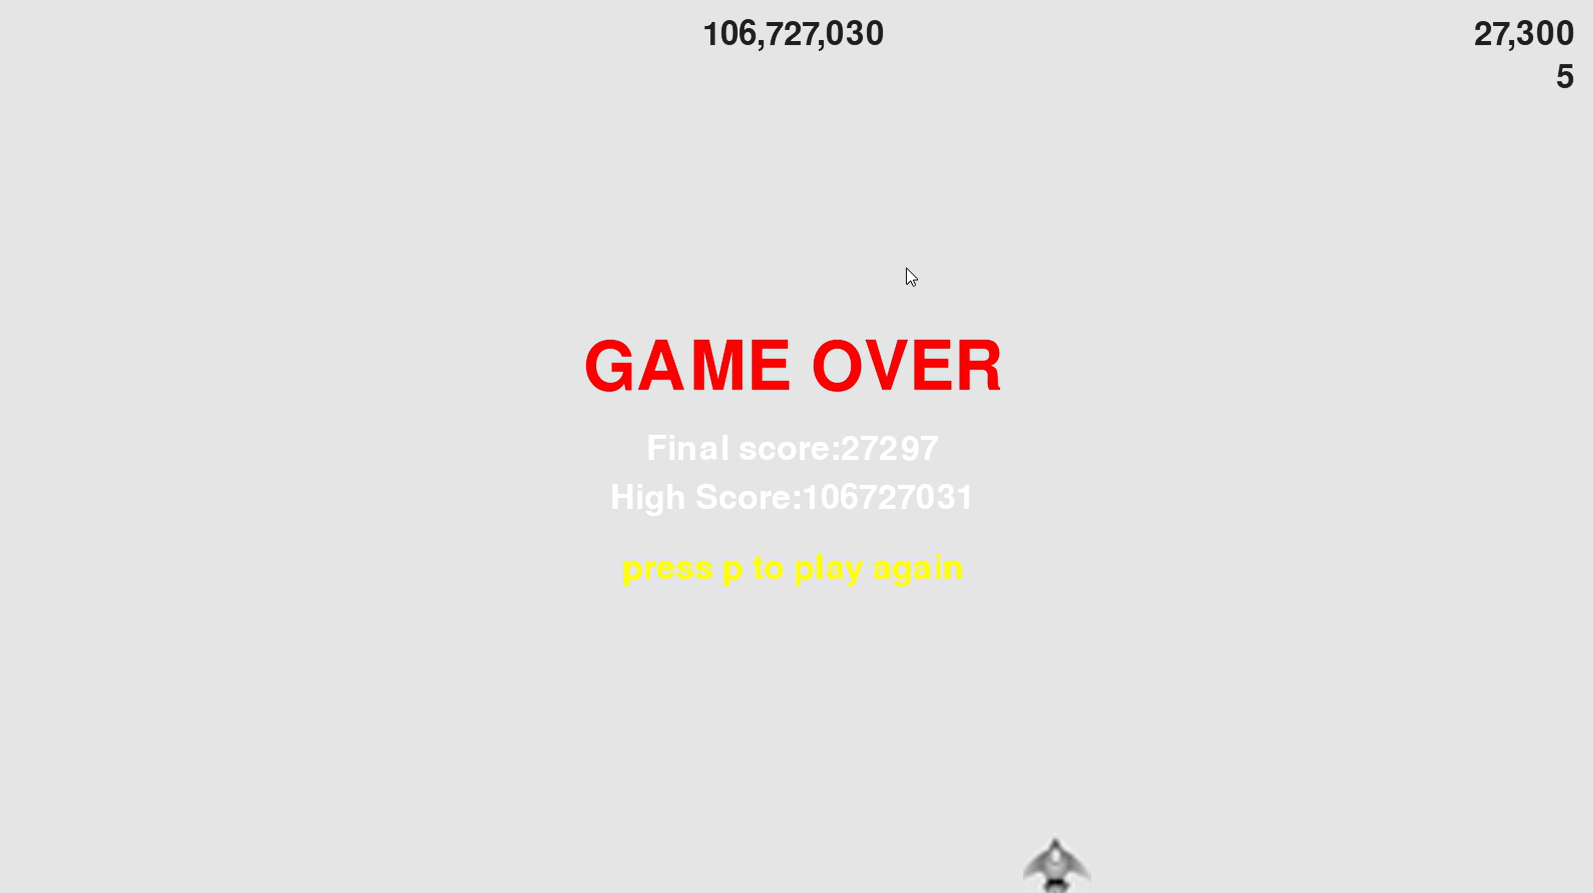 106,727,030
27,300
5
GAME OVER
Final score:27297
High Score:106727031
press p to play again